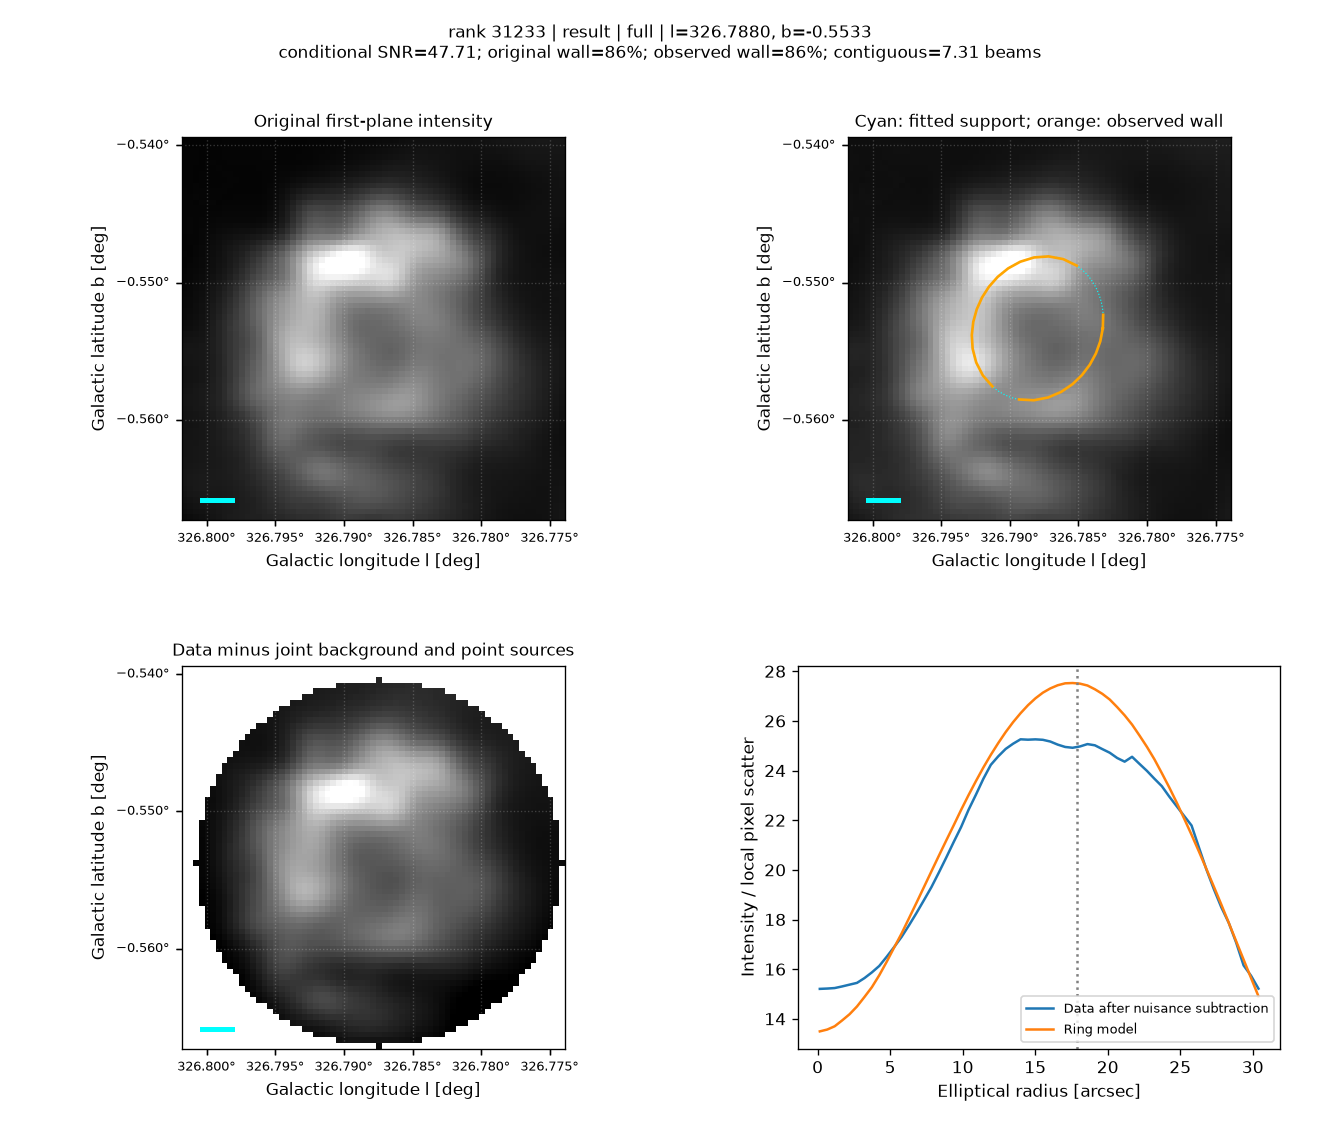 rank 31233 | result | full | l=326.7880, b=-0.5533
conditional SNR=47.71; original wall=86%; observed wall=86%; contiguous=7.31 beams
Original first-plane intensity
−0.540°
−0.550°
−0.560°
Galactic latitude b [deg]
326.800° 326.795° 326.790° 326.785° 326.780° 326.775°
Galactic longitude l [deg]
Cyan: fitted support; orange: observed wall
−0.540°
−0.550°
−0.560°
Galactic latitude b [deg]
326.800° 326.795° 326.790° 326.785° 326.780° 326.775°
Galactic longitude l [deg]
Data minus joint background and point sources
−0.540°
−0.550°
−0.560°
Galactic latitude b [deg]
326.800° 326.795° 326.790° 326.785° 326.780° 326.775°
Galactic longitude l [deg]
28
26
24
22
20
18
16
14
Intensity / local pixel scatter
Data after nuisance subtraction
Ring model
0 5 10 15 20 25 30
Elliptical radius [arcsec]